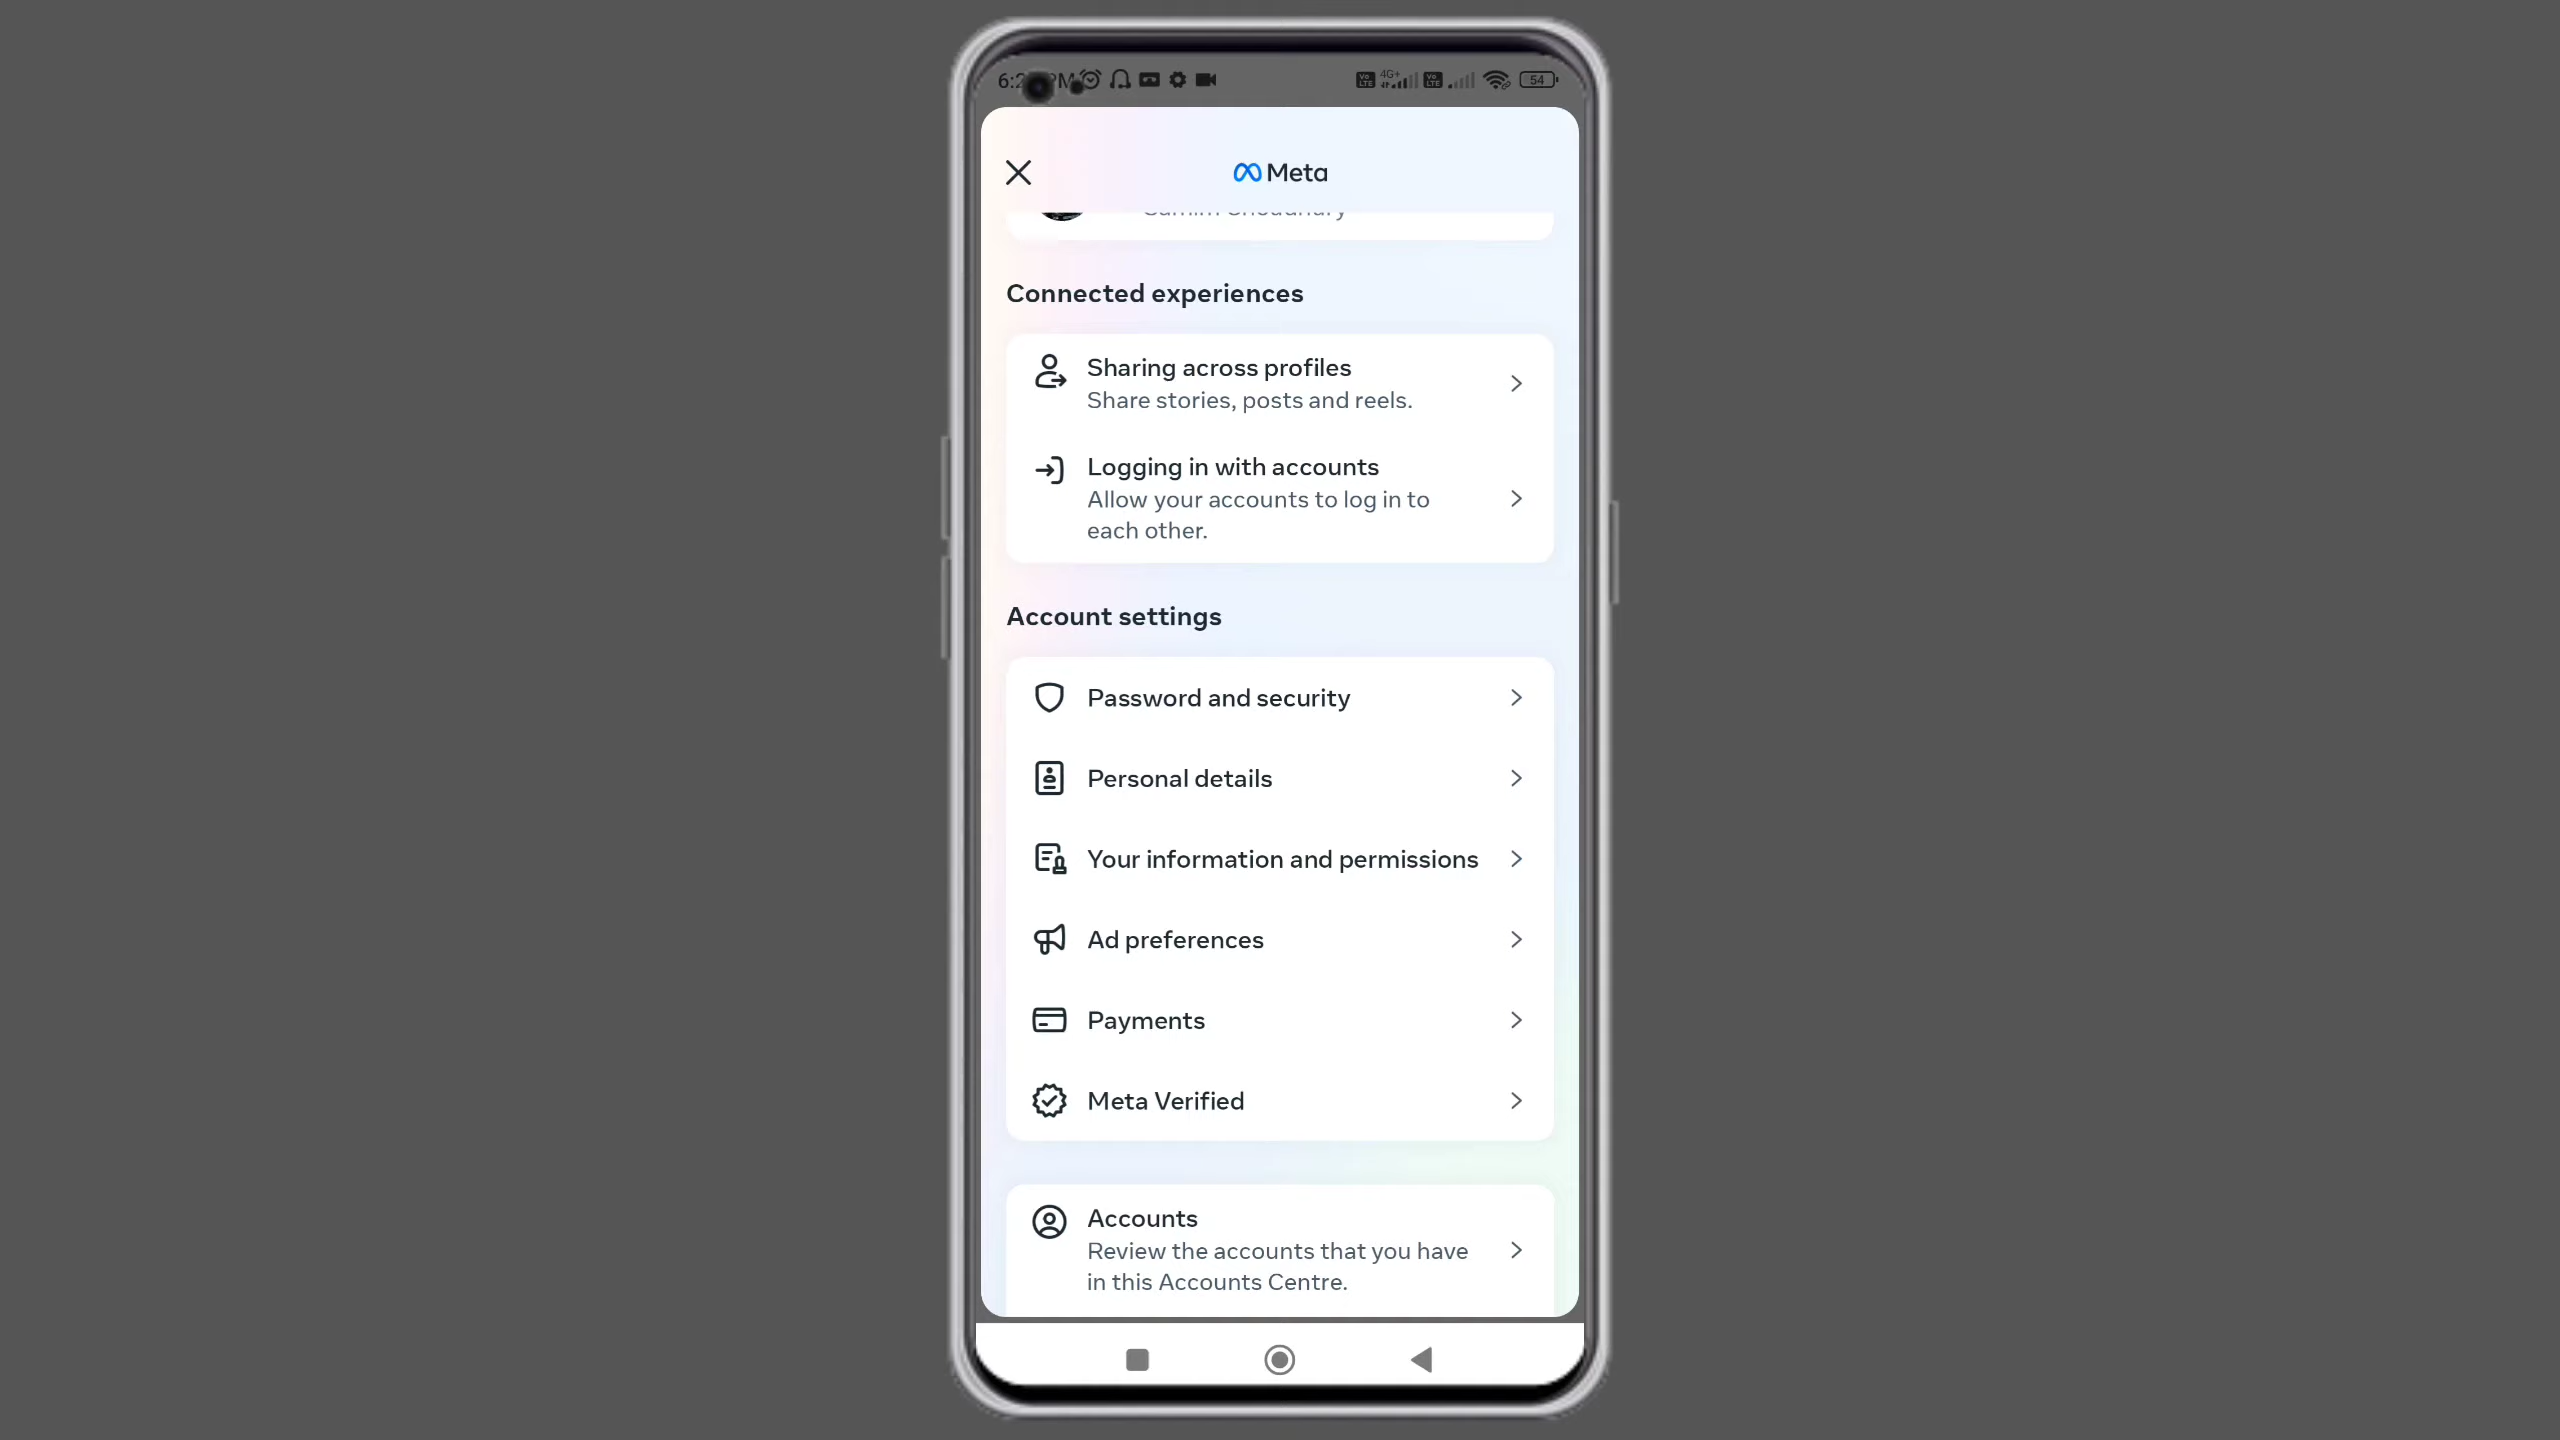 Meta
Connected experiences
Sharing across profiles
Share stories, posts and reels.
Logging in with accounts
Allow your accounts to log in to
each other.
Account settings
Password and security
Personal details
Your information and permissions
Ad preferences
Payments
Meta Verified
Accounts
Review the accounts that you have
in this Accounts Centre.